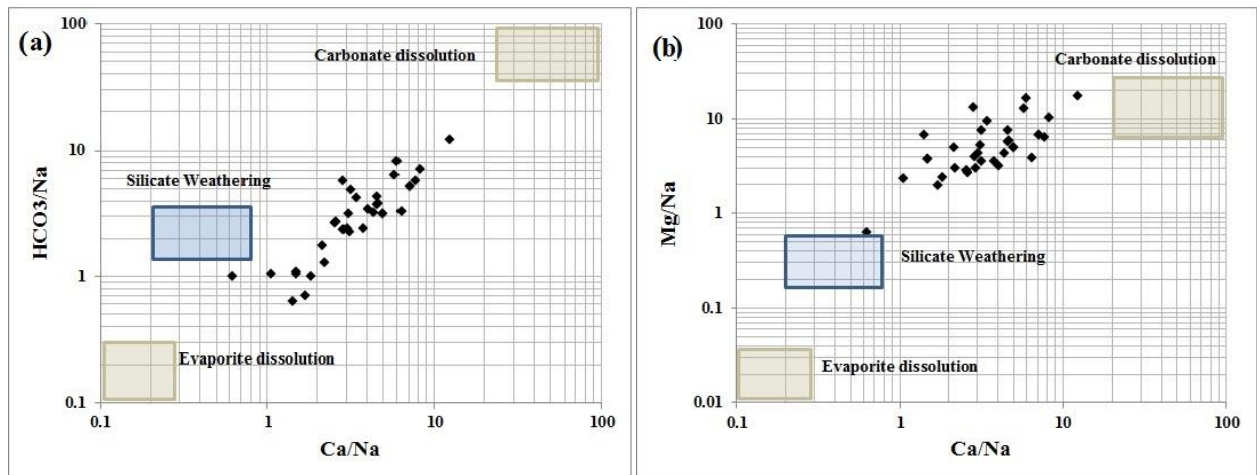 (a)
100
10
1
0.1
HCO3/Na
Carbonate dissolution
Silicate Weathering
Evaporite dissolution
0.1 1 10 100
Ca/Na
(b)
100
10
1
0.1
0.01
Mg/Na
Carbonate dissolution
Silicate Weathering
Evaporite dissolution
0.1 1 10 100
Ca/Na